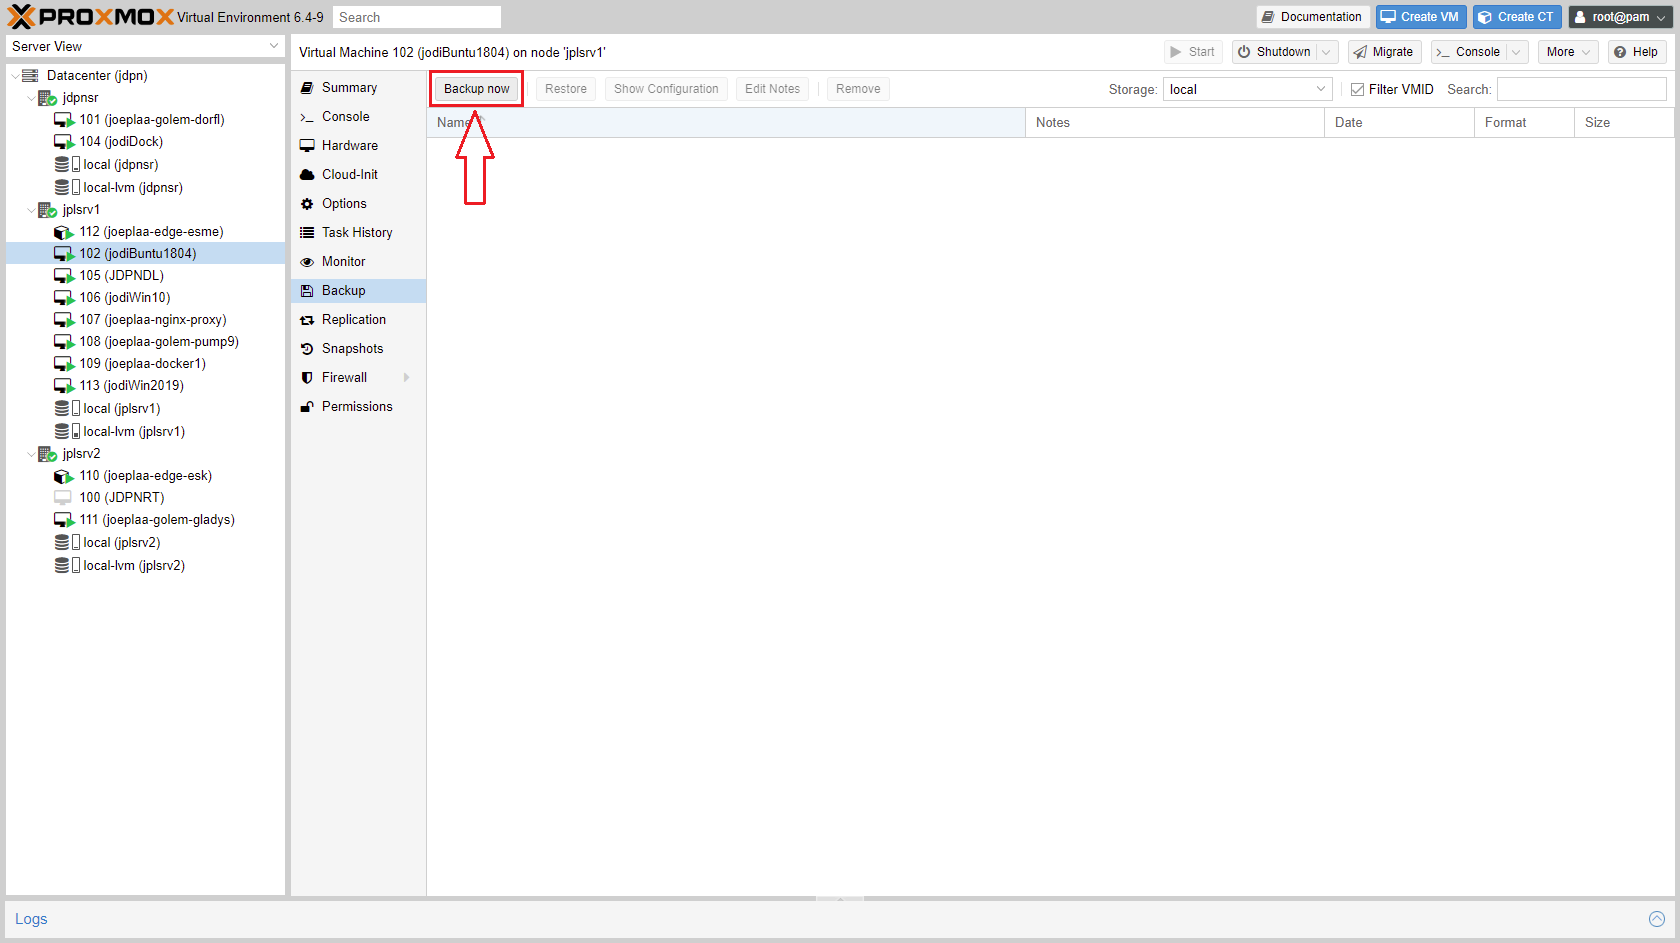 PROXMOX Virtual Environment 6.4-9 Search Documentation Create VM Create CT root@pam
Server View
Datacenter (jdpn)
jdpnsr
101 (joeplaa-golem-dorfl)
104 (jodiDock)
local (jdpnsr)
local-lvm (jdpnsr)
jplsrv1
112 (joeplaa-edge-esme)
102 (jodiBuntu1804)
105 (JDPNDL)
106 (jodiWin10)
107 (joeplaa-nginx-proxy)
108 (joeplaa-golem-pump9)
109 (joeplaa-docker1)
113 (jodiWin2019)
local (jplsrv1)
local-lvm (jplsrv1)
jplsrv2
110 (joeplaa-edge-esk)
100 (JDPNRT)
111 (joeplaa-golem-gladys)
local (jplsrv2)
local-lvm (jplsrv2)
Virtual Machine 102 (jodiBuntu1804) on node 'jplsrv1' Start Shutdown Migrate >_ Console More Help
Summary
>_ Console
Hardware
Cloud-Init
Options
Task History
Monitor
Backup
Replication
Snapshots
Firewall
Permissions
Backup now Restore Show Configuration Edit Notes Remove Storage: local Filter VMID Search:
Name Notes Date Format Size
Logs